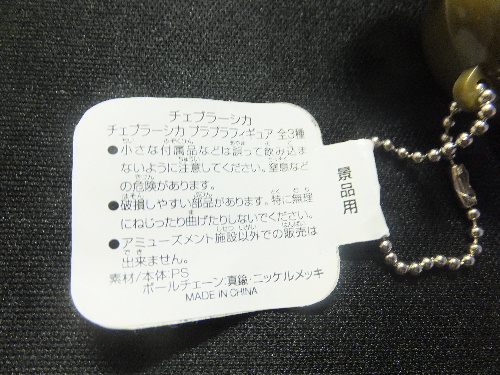 チェブラーシカ
チェブラーシカ プラプラフィギュア 全3種
●小さな付属品などは誤って飲み込ま
ないように注意してください。窒息など
の危険があります。
●破損しやすい部品があります。特に無理
にねじったり曲げたりしないでください。
●アミューズメント施設以外での販売は
出来ません。
素材/本体:PS
ボールチェーン:真鍮・ニッケルメッキ
MADE IN CHINA
景品用